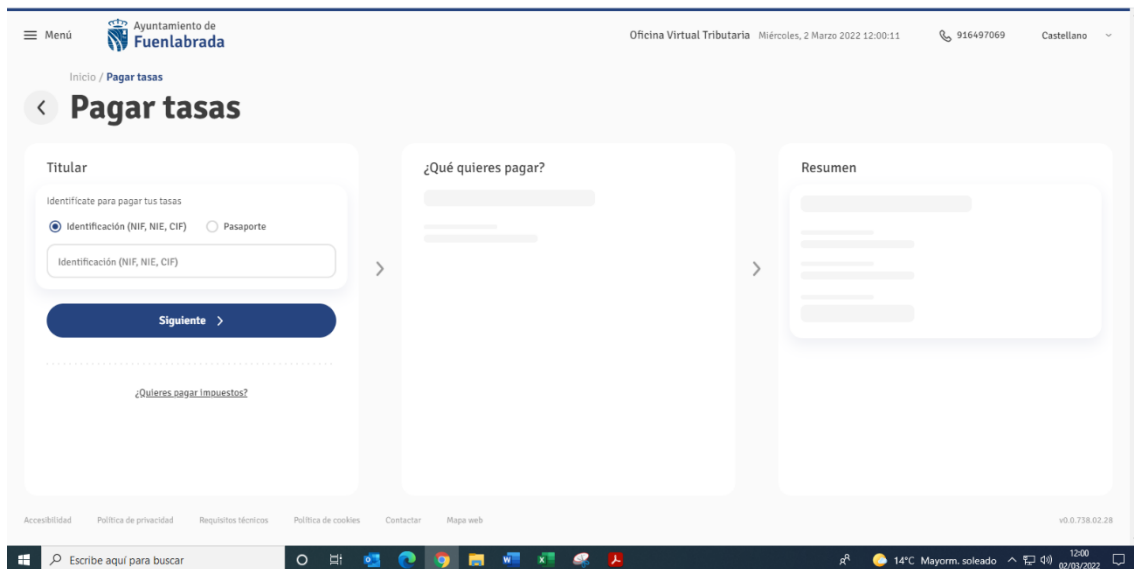 Menú
Ayuntamiento de
Fuenlabrada
Oficina Virtual Tributaria Miércoles, 2 Marzo 2022 12:00:11
916497069
Castellano
Inicio / Pagar tasas
Pagar tasas
Titular
Identifícate para pagar tus tasas
Identificación (NIF, NIE, CIF)
Pasaporte
Identificación (NIF, NIE, CIF)
Siguiente
¿Quieres pagar impuestos?
¿Qué quieres pagar?
Resumen
Accesibilidad
Política de privacidad
Requisitos técnicos
Política de cookies
Contactar
Mapa web
v0.0.738.02.28
Escribe aquí para buscar
14°C Mayorm. soleado
12:00
02/03/2022